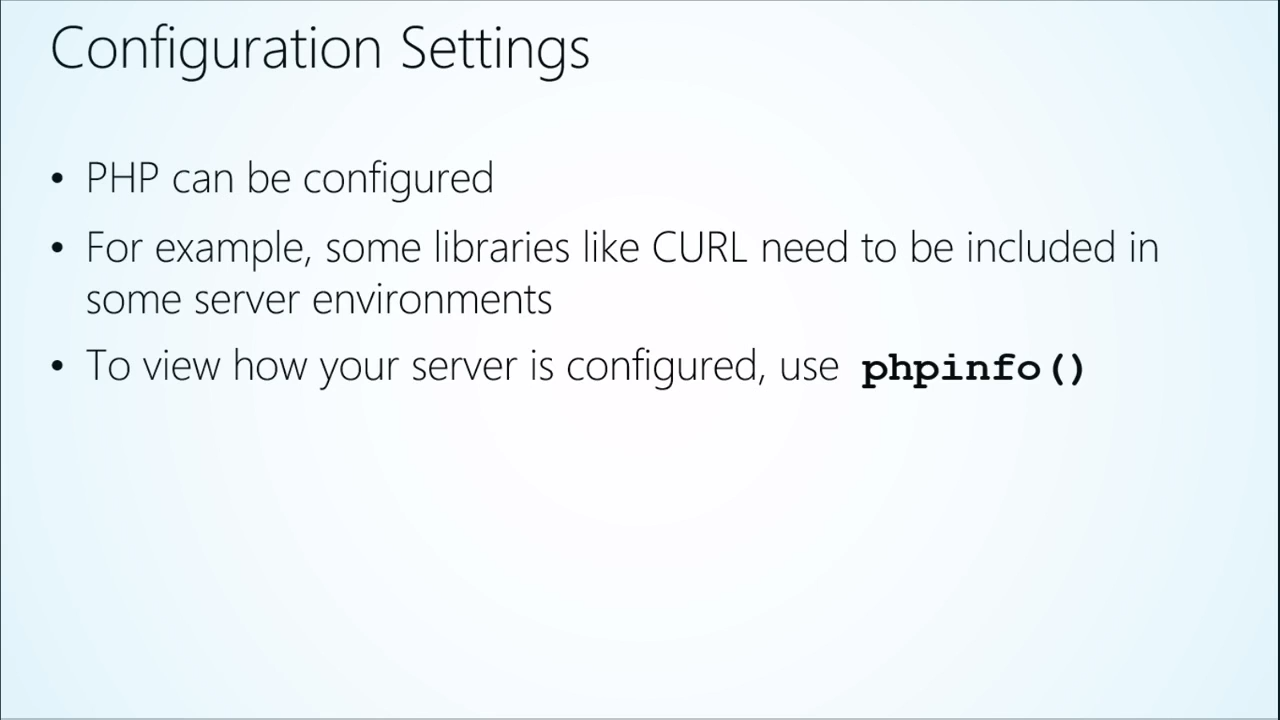 Configuration Settings
• PHP can be configured
• For example, some libraries like CURL need to be included in
some server environments
• To view how your server is configured, use phpinfo()